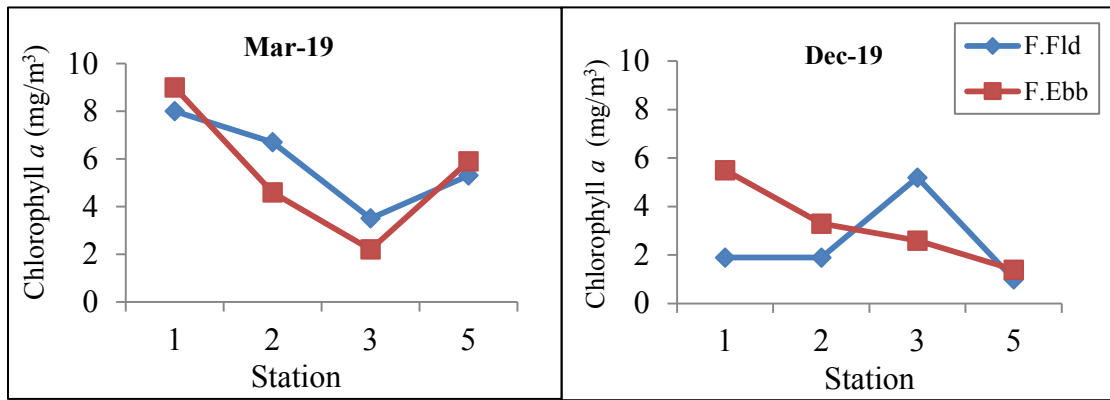 Mar-19
Chlorophyll a (mg/m³)
10
8
6
4
2
0
1 2 3 5
Station
Dec-19
F.Fld
F.Ebb
Chlorophyll a (mg/m³)
10
8
6
4
2
0
1 2 3 5
Station